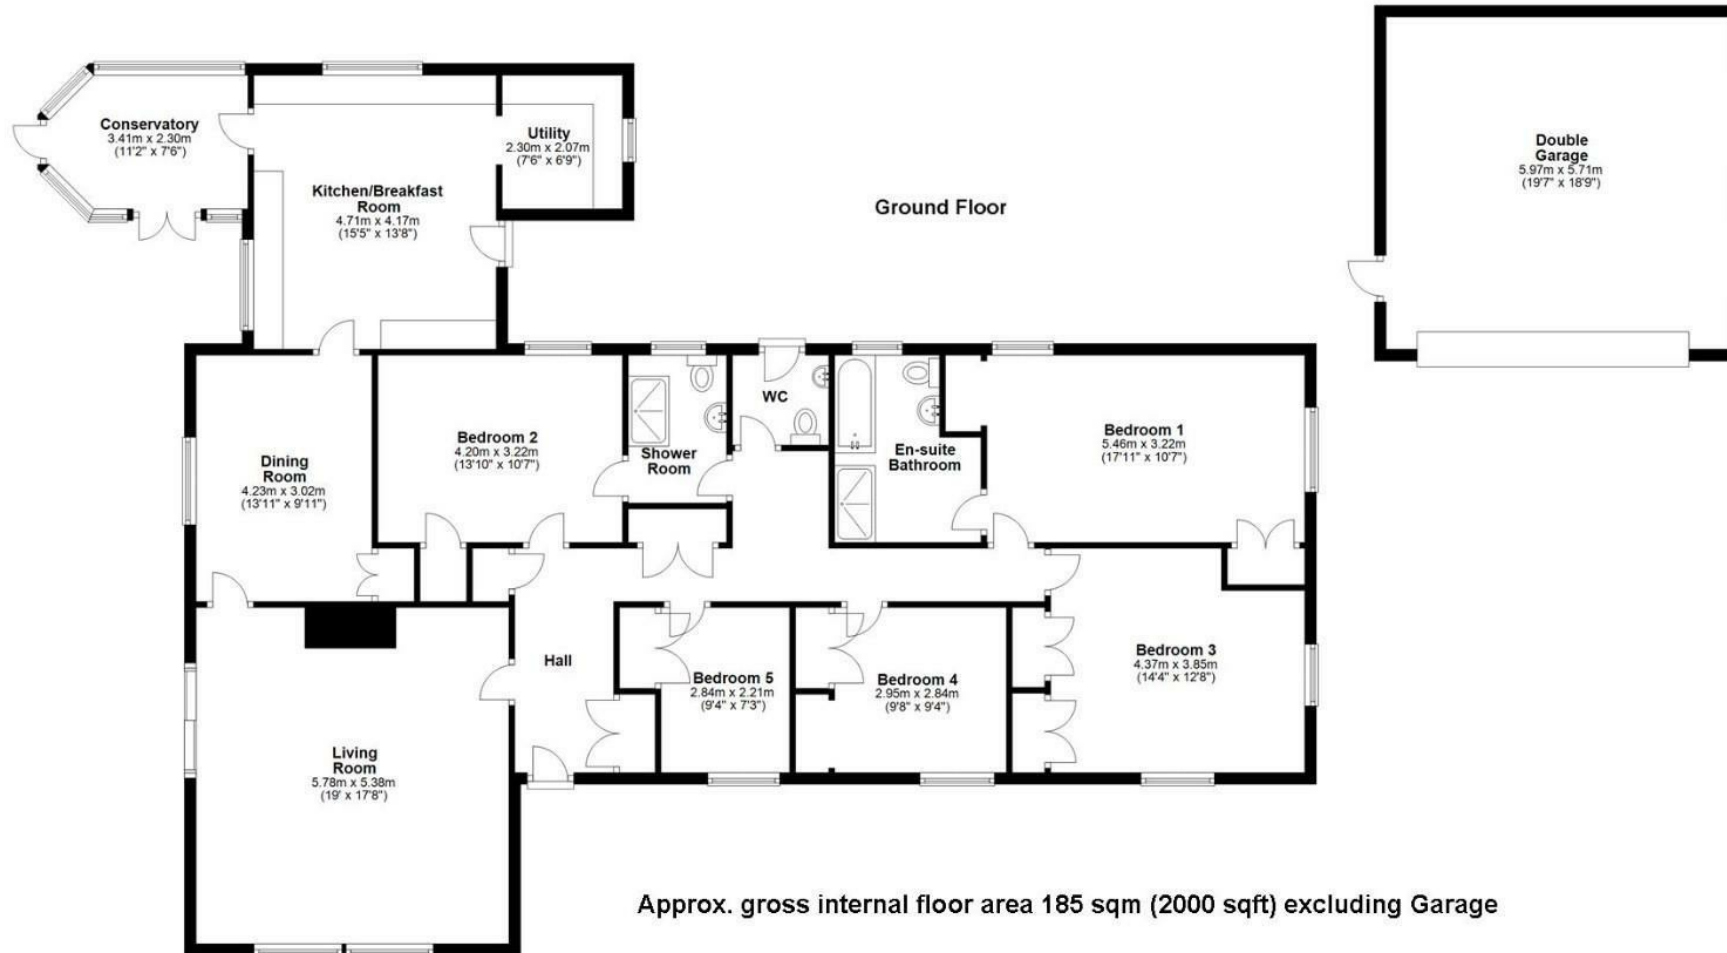 Conservatory
3.41m x 2.30m
(11'2" x 7'6")
Utility
2.30m x 2.07m
(7'6" x 6'9")
Kitchen/Breakfast
Room
4.71m x 4.17m
(15'5" x 13'8")
Ground Floor
Double
Garage
5.97m x 5.71m
(19'7" x 18'9")
Dining
Room
4.23m x 3.02m
(13'11" x 9'11")
Bedroom 2
4.20m x 3.22m
(13'10" x 10'7")
Shower
Room
WC
En-suite
Bathroom
Bedroom 1
5.46m x 3.22m
(17'11" x 10'7")
Living
Room
5.78m x 5.38m
(19' x 17'8")
Hall
Bedroom 5
2.84m x 2.21m
(9'4" x 7'3")
Bedroom 4
2.95m x 2.84m
(9'8" x 9'4")
Bedroom 3
4.37m x 3.85m
(14'4" x 12'8")
Approx. gross internal floor area 185 sqm (2000 sqft) excluding Garage